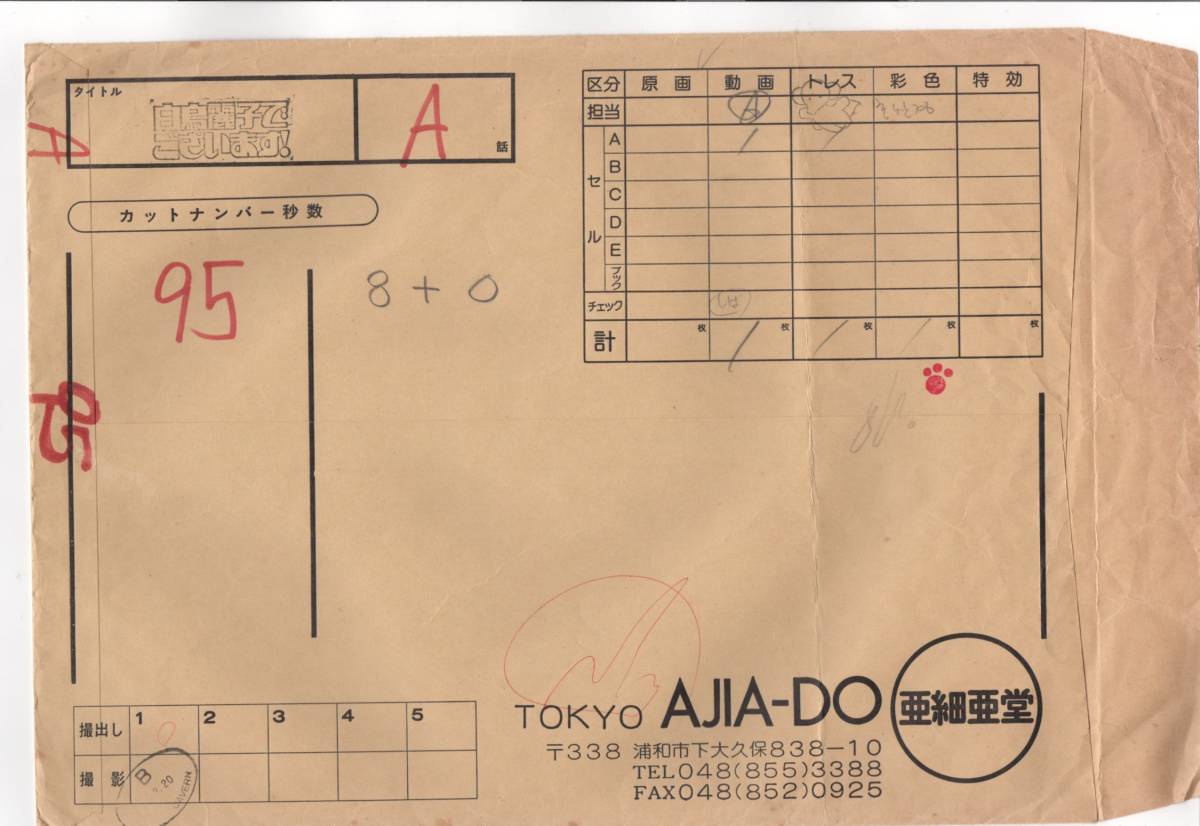 タイトル
白鳥麗子で
ございます!
A
話
A
カットナンバー秒数
95
8+0
95
区分 原画 動画 トレス 彩色 特効
担当 A
セル
A
B
C
D
E
ブック
チェック
計 枚 枚 枚 枚 枚
撮出し 1 2 3 4 5
撮影
B
.20
CAVERN
TOKYO AJIA-DO 亜細亜堂
〒338 浦和市下大久保838-10
TEL048(855)3388
FAX048(852)0925